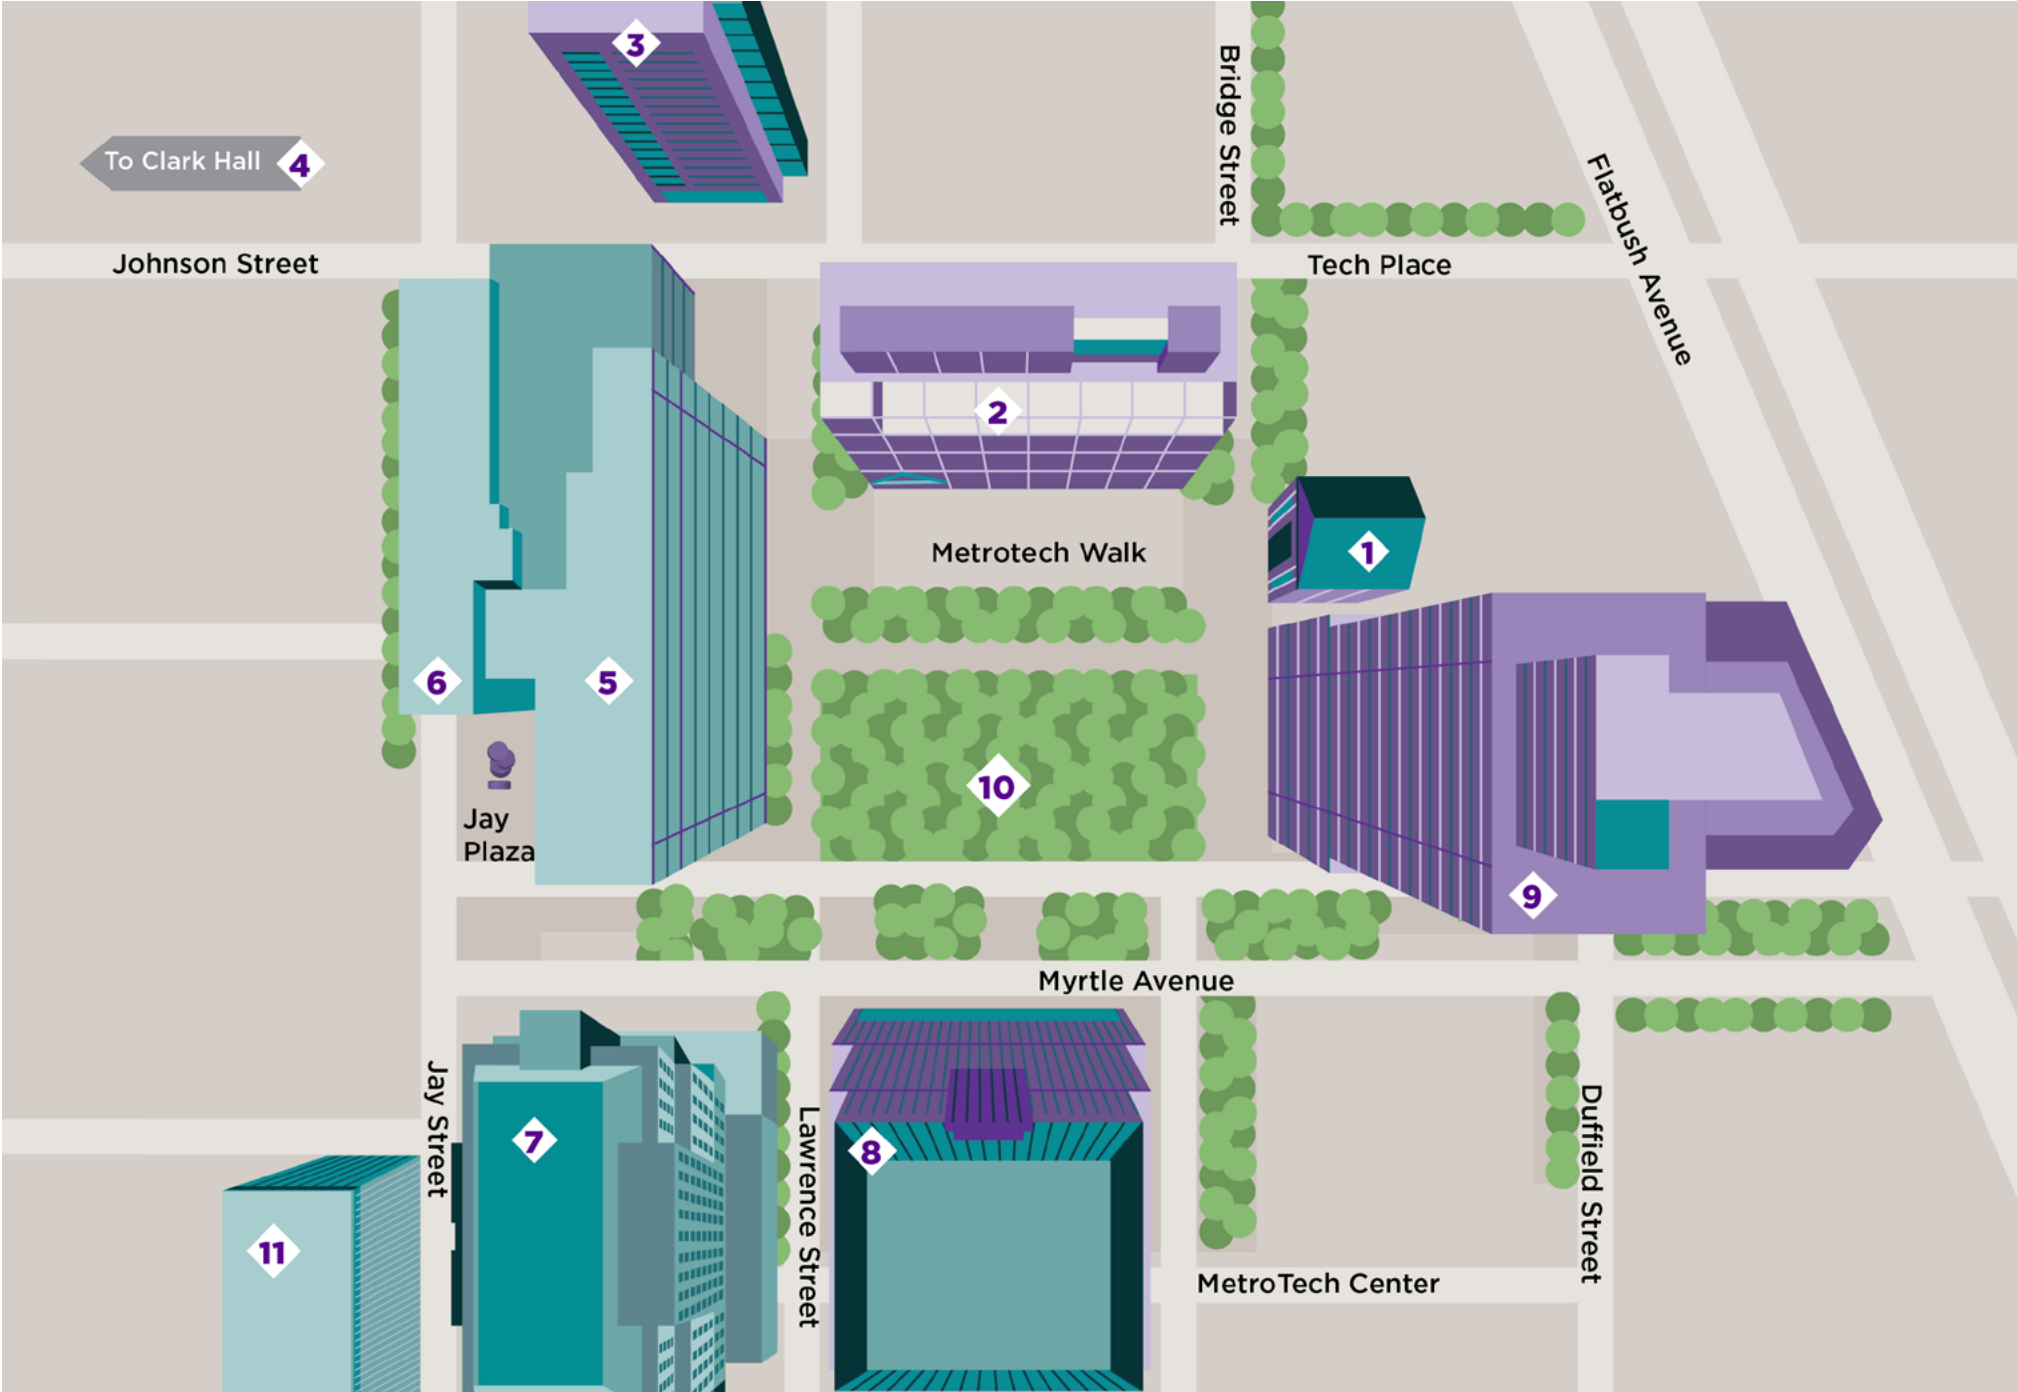 3
Bridge Street
To Clark Hall
4
Flatbush Avenue
Johnson Street
Tech Place
2
Metrotech Walk
1
6
5
10
Jay
Plaza
9
Myrtle Avenue
Jay Street
7
Lawrence Street
8
Duffield Street
11
MetroTech Center